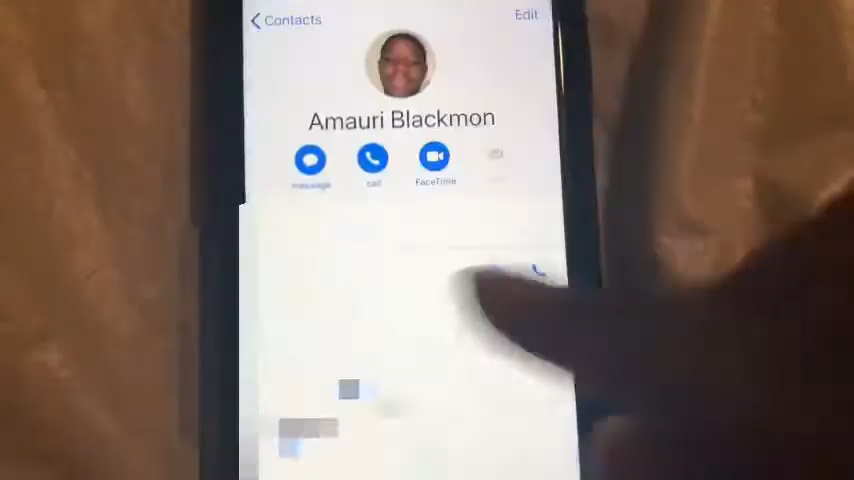 Contacts
Edit
Amauri Blackmon
message
call
FaceTime